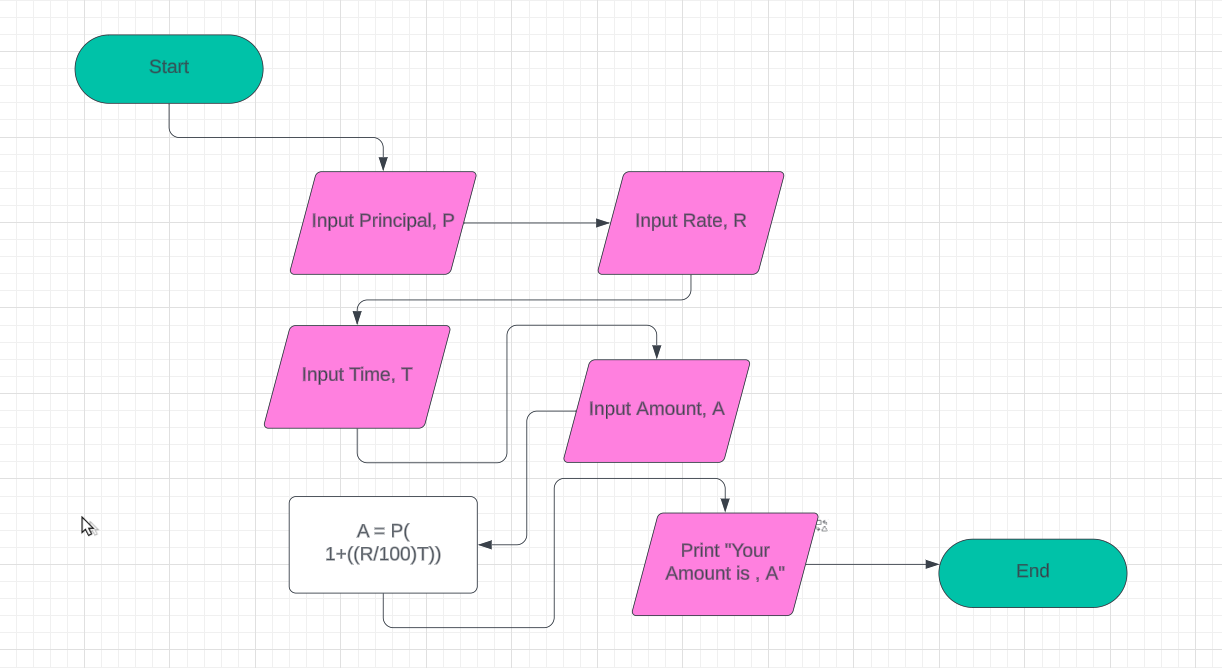 Start
Input Principal, P
Input Rate, R
Input Time, T
Input Amount, A
A = P(
1+((R/100)T))
Print "Your
Amount is , A"
End